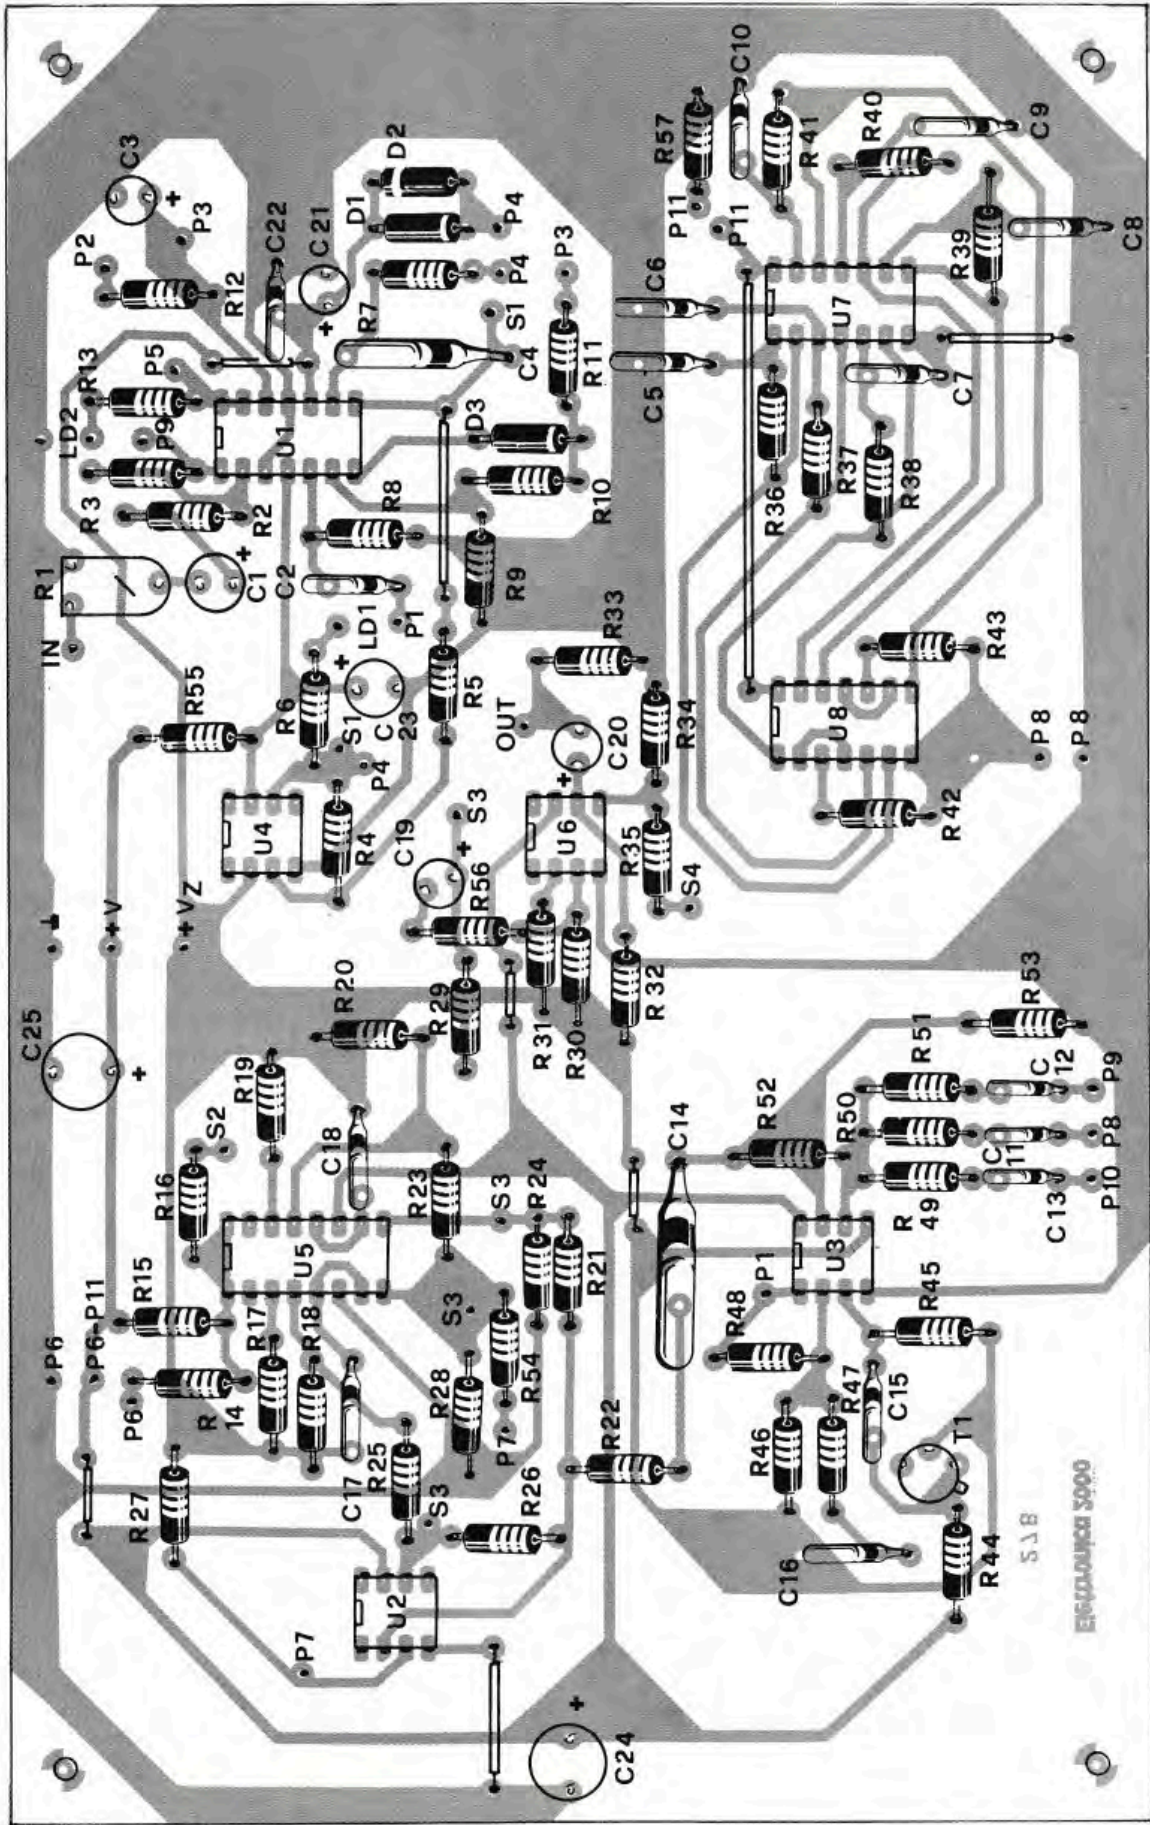 C25
P6
⊥
IN
R1
LD2
P2
C3
P6-P11
+V
R3
R13
P6
R27
R15
R16
+VZ
R55
P9
P5
P3
R
14
R17
S2
R19
C1
R2
R12
P7
R18
U5
U4
R6
C2
U1
C22
C17
C18
R20
S1
LD1
C21
R25
P4
R4
C
23
P1
R8
R7
D1
D2
U2
S3
R28
R23
C19
R29
R56
S3
R5
D3
S1
P4
P4
P7
S3
S3
R26
R54
R24
R31
OUT
R9
R10
C4
P3
C24
R22
R21
R30
U6
C20
R33
R11
R35
R32
C14
S4
R34
C5
C6
R57
P11
P11
C10
R48
P1
R52
R46
R47
U3
R50
R36
R37
U8
U7
R41
R40
C16
C15
R45
R
49
C
11
R51
C
12
R38
R42
C7
R39
T1
R44
C13
R53
R43
C9
P10
P8
P9
P8
P8
C8
278
Elettronica 2000